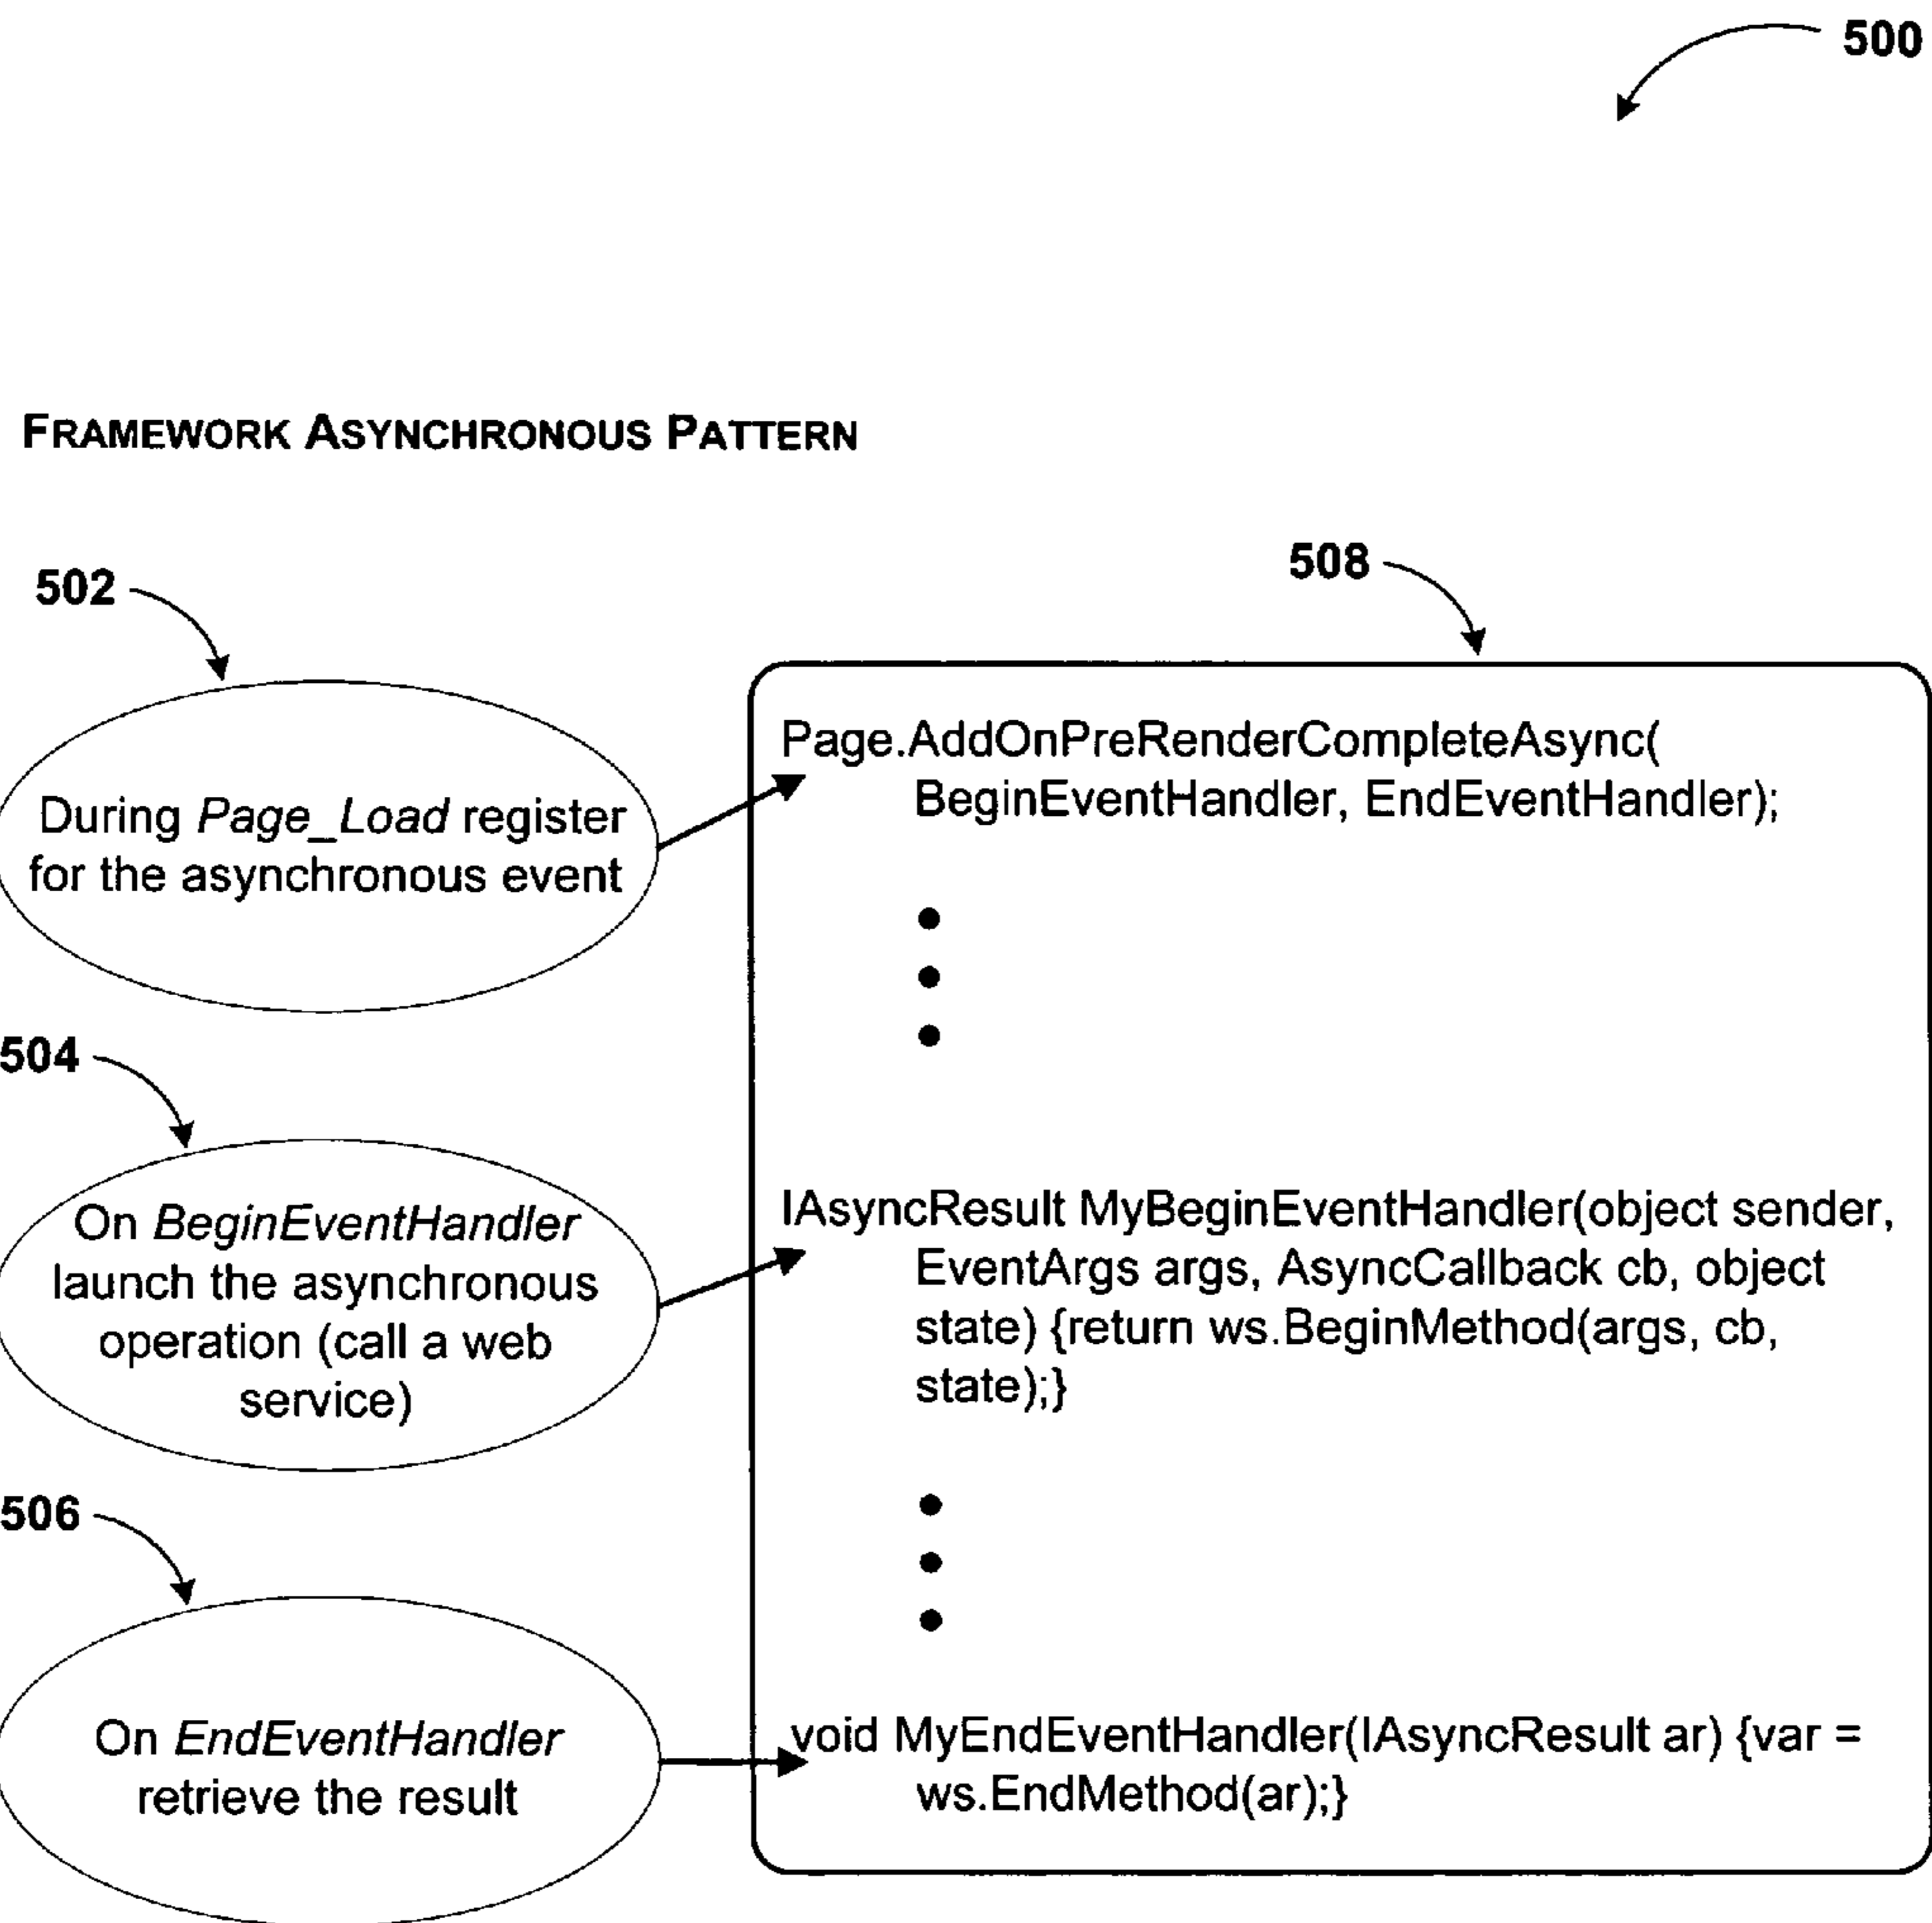 500
FRAMEWORK ASYNCHRONOUS PATTERN
502
During Page_Load register
for the asynchronous event
504
On BeginEventHandler
launch the asynchronous
operation (call a web
service)
506
On EndEventHandler
retrieve the result
508
Page.AddOnPreRenderCompleteAsync(
BeginEventHandler, EndEventHandler);
IAsyncResult MyBeginEventHandler(object sender,
EventArgs args, AsyncCallback cb, object
state) {return ws.BeginMethod(args, cb,
state);}
void MyEndEventHandler(IAsyncResult ar) {var =
ws.EndMethod(ar);}